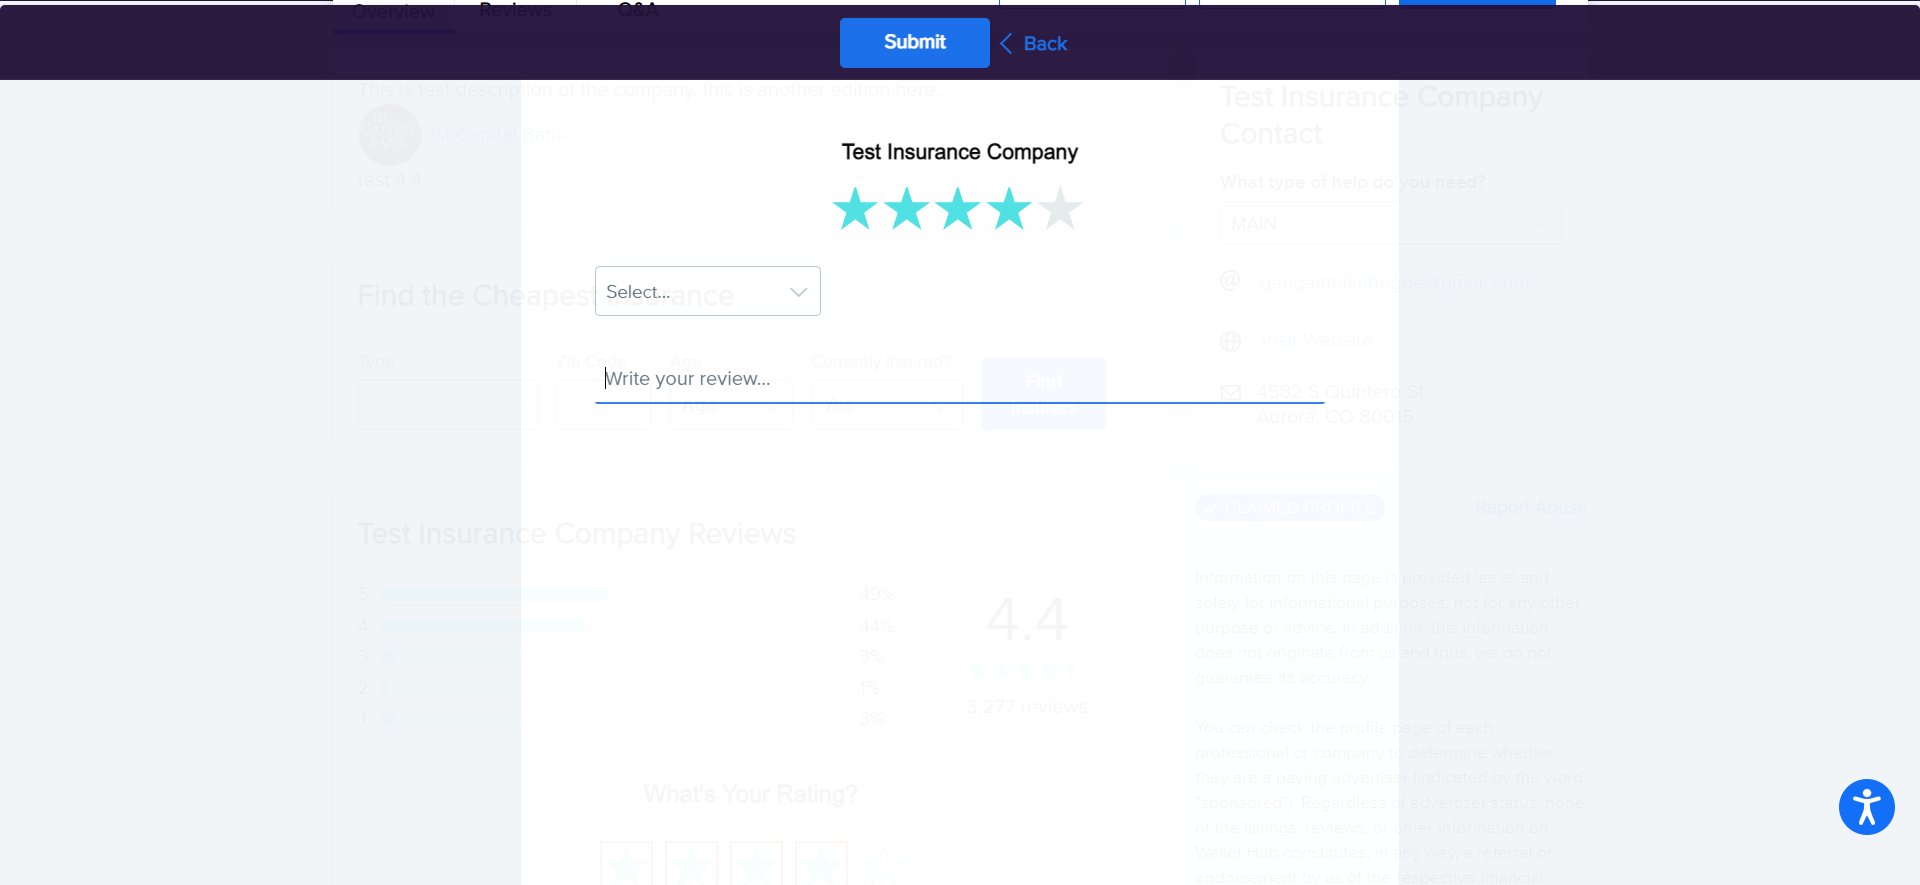 Overview
Reviews
Q&A
Submit
Back
This is test description of the company. this is another edition here.
1st Capital Bank
test 4.4
Test Insurance Company
Test Insurance Company
Contact
What type of help do you need?
MAIN
Select...
Find the Cheapest Insurance
Visit Website
Type
Zip Code
Age
Currently Insured?
Write your review...
Age
Yes
Find
Insurers
4582 S Quintero St
Aurora, CO 80015
CLAIMED PROFILE
Report Abuse
Test Insurance Company Reviews
5
49%
4
44%
3
3%
2
1%
1
3%
4.4
3,277 reviews
Information on this page is provided 'as is' and
solely for informational purposes, not for any other
purpose or advice. In addition, this information
does not originate from us and thus, we do not
guarantee its accuracy.
You can check the profile page of each
professional or company to determine whether
they are a paying advertiser (indicated by the word
"sponsored"). Regardless of advertiser status, none
of the listings, reviews, or other information on
Wallet Hub constitutes, in any way, a referral or
endorsement by us of the respective financial
What's Your Rating?